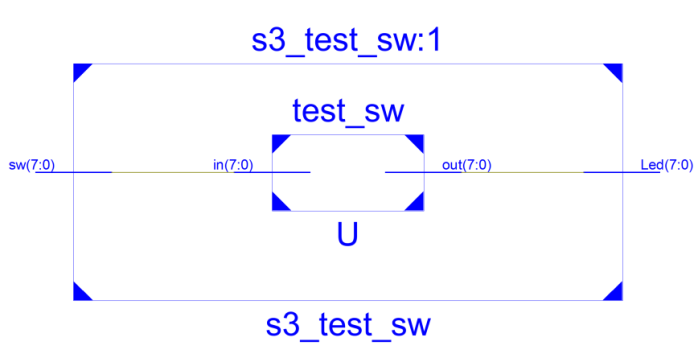 s3_test_sw:1
test_sw
sw(7:0)
in(7:0)
out(7:0)
Led(7:0)
U
s3_test_sw